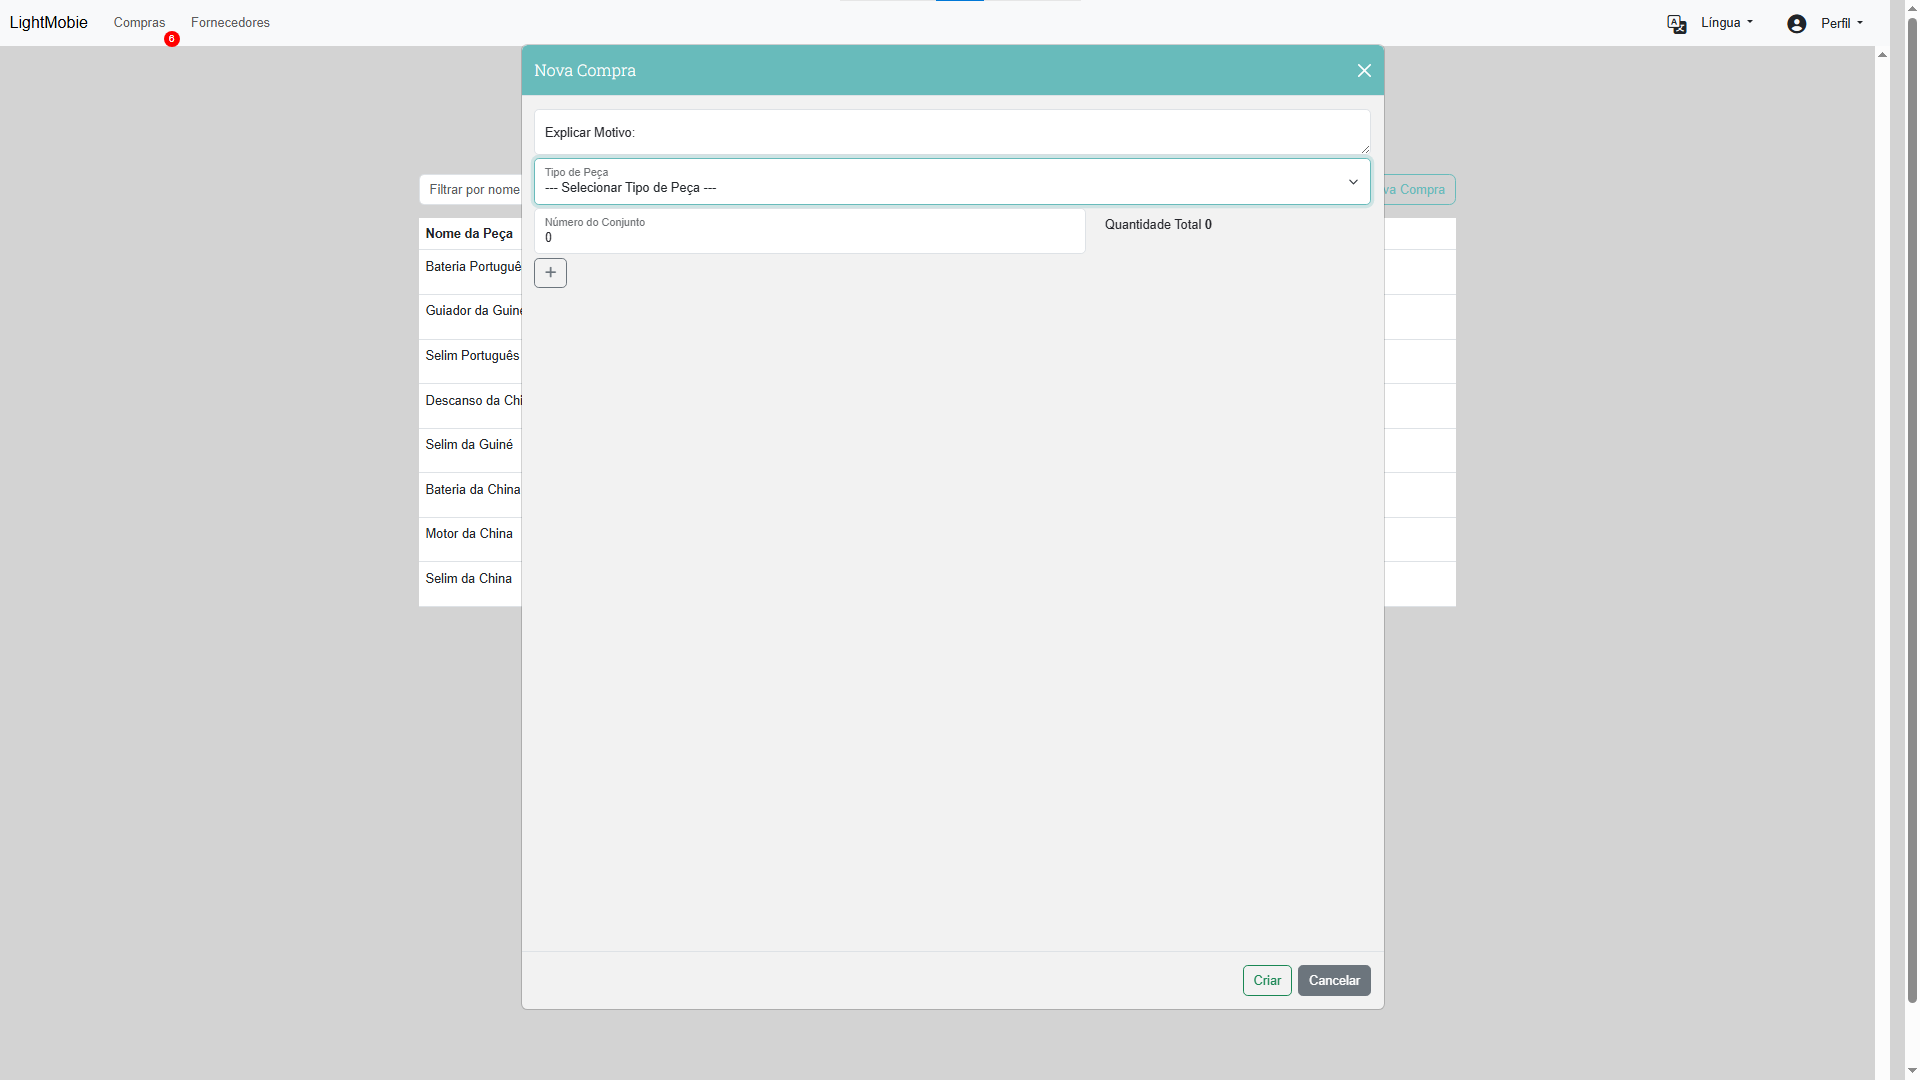 LightMobie
Compras
6
Fornecedores
Língua
Perfil
Nova Compra
Explicar Motivo:
Tipo de Peça
--- Selecionar Tipo de Peça ---
Filtrar por nome
va Compra
Número do Conjunto
0
Quantidade Total 0
+
Nome da Peça
Bateria Portuguê
Guiador da Guiné
Selim Português
Descanso da Chi
Selim da Guiné
Bateria da China
Motor da China
Selim da China
Criar
Cancelar